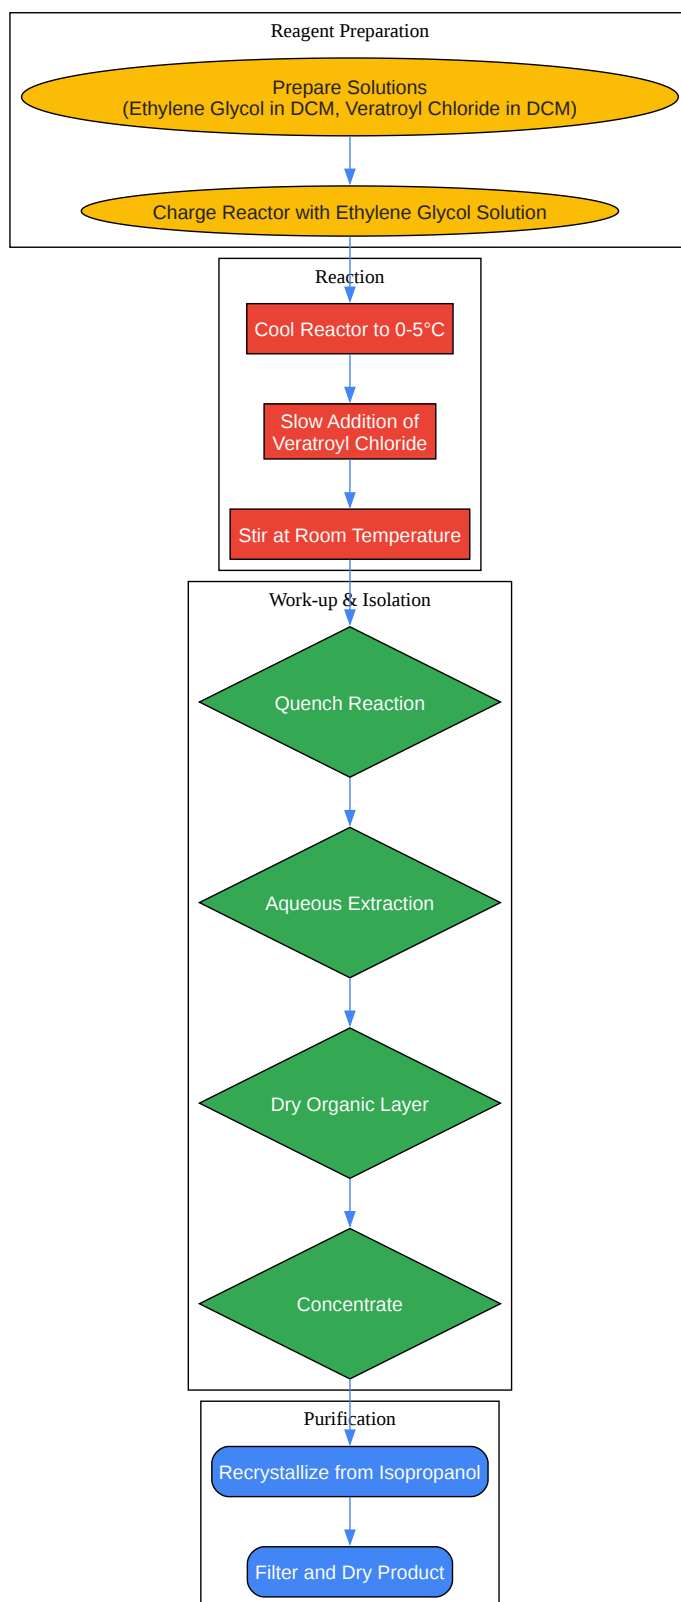 Reagent Preparation
Prepare Solutions
(Ethylene Glycol in DCM, Veratroyl Chloride in DCM)
Charge Reactor with Ethylene Glycol Solution
Reaction
Cool Reactor to 0-5°C
Slow Addition of
Veratroyl Chloride
Stir at Room Temperature
Work-up & Isolation
Quench Reaction
Aqueous Extraction
Dry Organic Layer
Concentrate
Purification
Recrystallize from Isopropanol
Filter and Dry Product